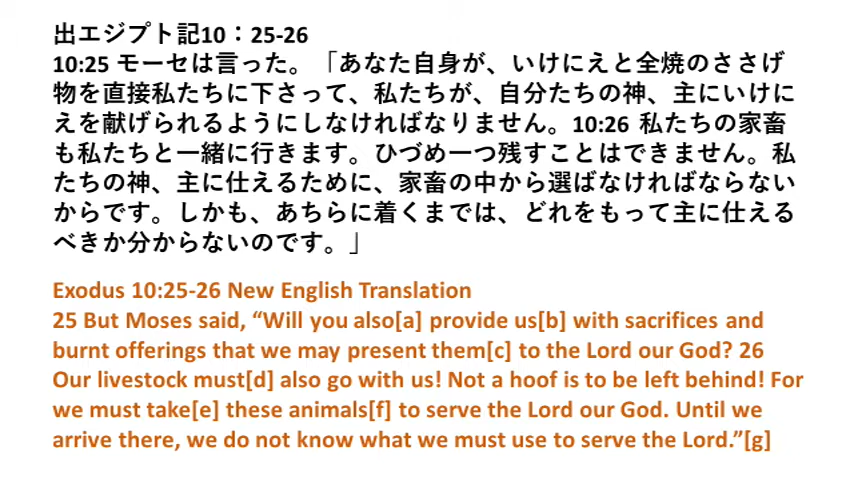 出エジプト記10：25-26
10:25 モーセは言った。「あなた自身が、いけにえと全焼のささげ
物を直接私たちに下さって、私たちが、自分たちの神、主にいけに
えを献げられるようにしなければなりません。10:26 私たちの家畜
も私たちと一緒に行きます。ひづめ一つ残すことはできません。私
たちの神、主に仕えるために、家畜の中から選ばなければならない
からです。しかも、あちらに着くまでは、どれをもって主に仕える
べきか分からないのです。」
Exodus 10:25-26 New English Translation
25 But Moses said, “Will you also[a] provide us[b] with sacrifices and
burnt offerings that we may present them[c] to the Lord our God? 26
Our livestock must[d] also go with us! Not a hoof is to be left behind! For
we must take[e] these animals[f] to serve the Lord our God. Until we
arrive there, we do not know what we must use to serve the Lord.”[g]